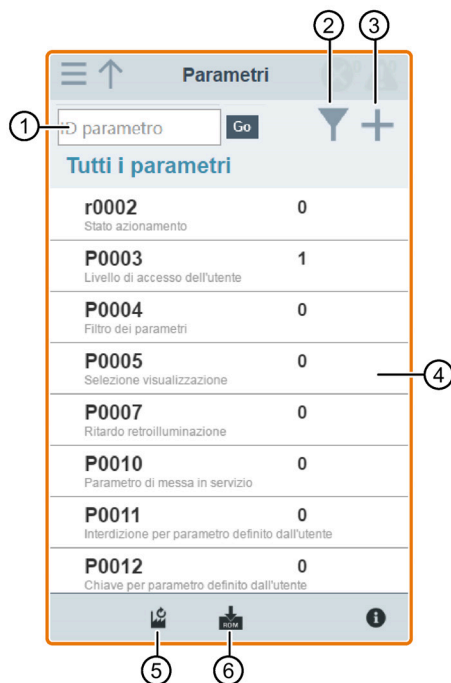 ② ③
Parametri
① ID parametro Go
Tutti i parametri
r0002 0
Stato azionamento
P0003 1
Livello di accesso dell'utente
P0004 0
Filtro dei parametri
P0005 0
④
Selezione visualizzazione
P0007 0
Ritardo retroilluminazione
P0010 0
Parametro di messa in servizio
P0011 0
Interdizione per parametro definito dall'utente
P0012 0
Chiave per parametro definito dall'utente
ROM
⑤ ⑥